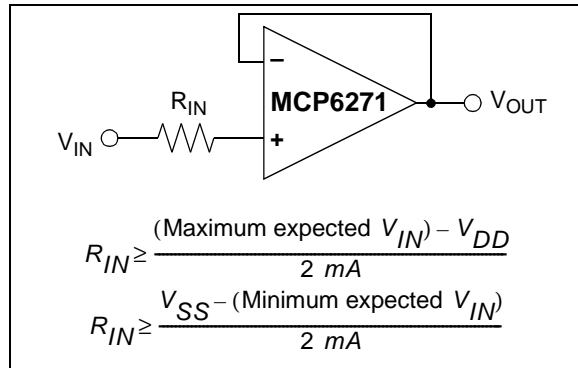 −
MCP6271
R_IN
V_OUT
V_IN
+
R_IN ≥ ((Maximum expected V_IN) – V_DD) / (2 mA)
R_IN ≥ (V_SS – (Minimum expected V_IN)) / (2 mA)